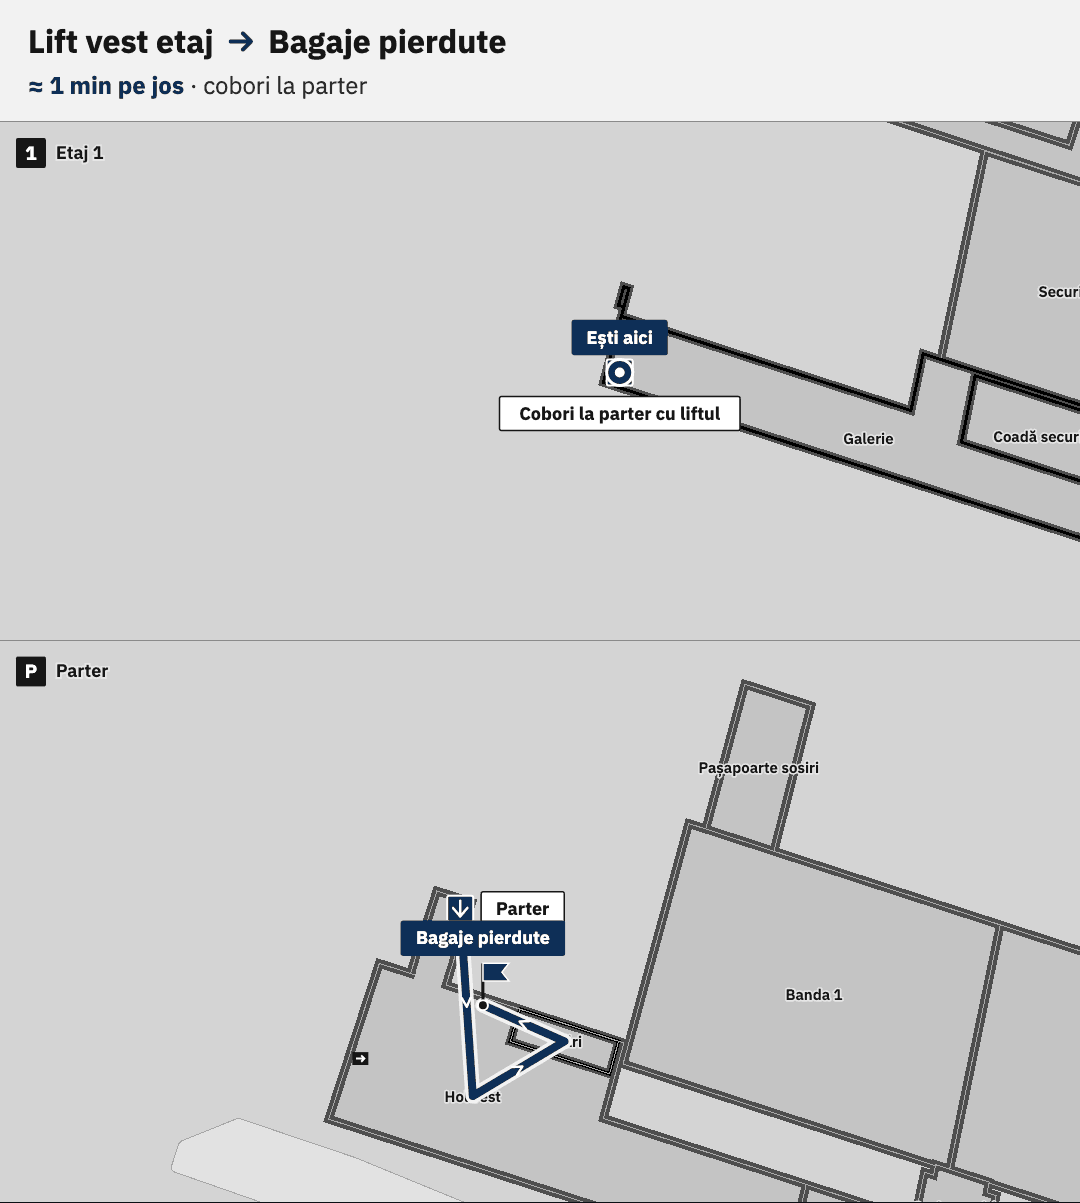 Lift vest etaj → Bagaje pierdute
≈ 1 min pe jos · cobori la parter
1 Etaj 1
Ești aici
Cobori la parter cu liftul
Galerie
P Parter
Pașapoarte sosiri
Parter
Bagaje pierdute
Banda 1